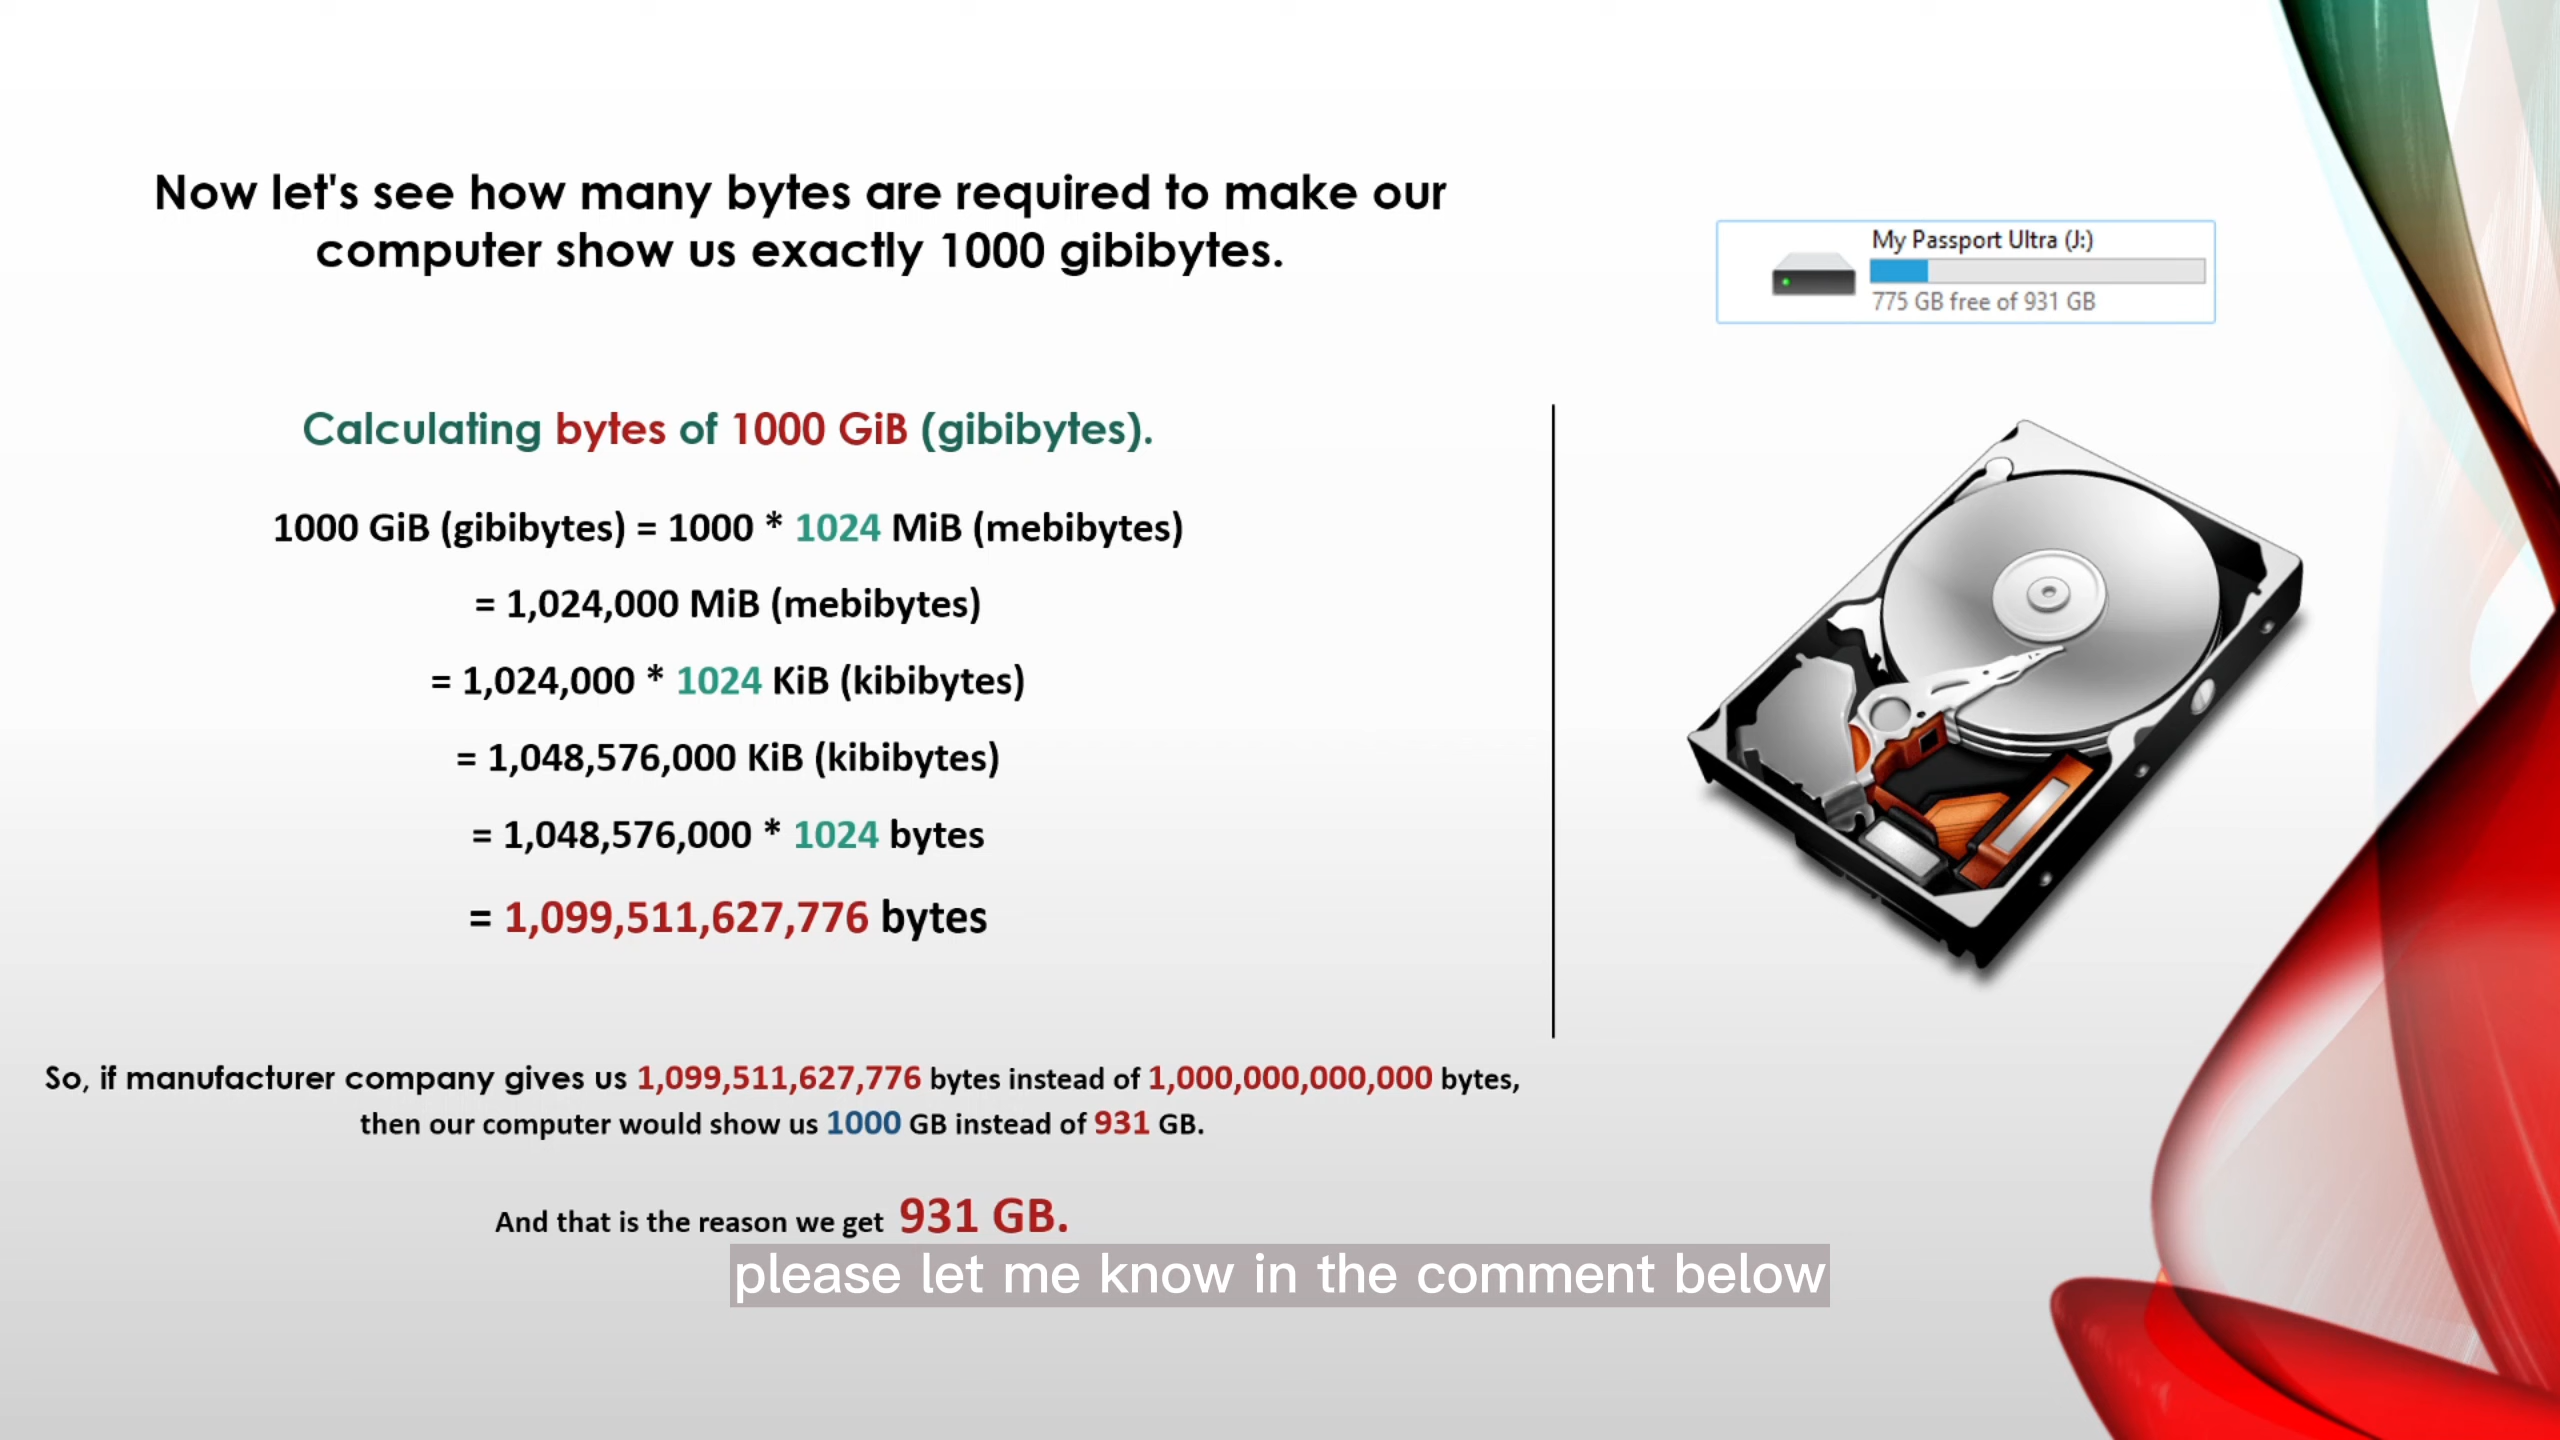 Now let's see how many bytes are required to make our
computer show us exactly 1000 gibibytes.
My Passport Ultra (J:)
775 GB free of 931 GB
Calculating bytes of 1000 GiB (gibibytes).
1000 GiB (gibibytes) = 1000 * 1024 MiB (mebibytes)
= 1,024,000 MiB (mebibytes)
= 1,024,000 * 1024 KiB (kibibytes)
= 1,048,576,000 KiB (kibibytes)
= 1,048,576,000 * 1024 bytes
= 1,099,511,627,776 bytes
So, if manufacturer company gives us 1,099,511,627,776 bytes instead of 1,000,000,000,000 bytes,
then our computer would show us 1000 GB instead of 931 GB.
And that is the reason we get 931 GB.
please let me know in the comment below